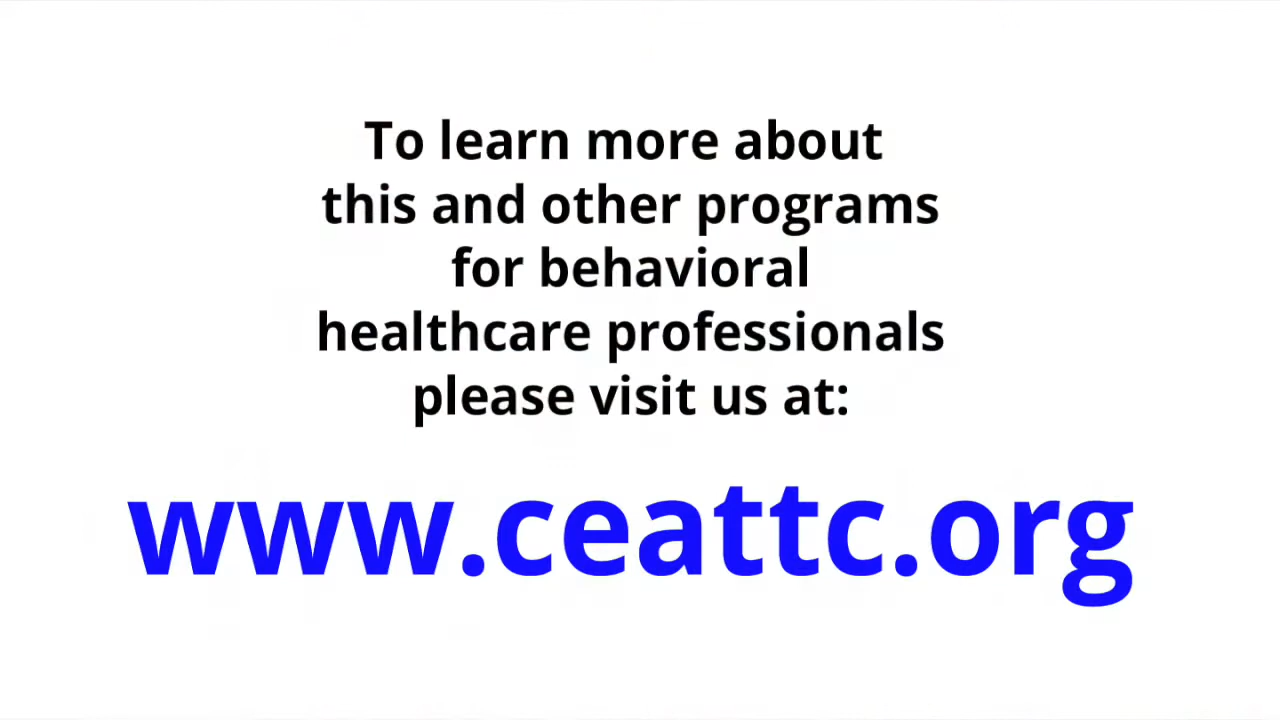 To learn more about
this and other programs
for behavioral
healthcare professionals
please visit us at:
www.ceattc.org